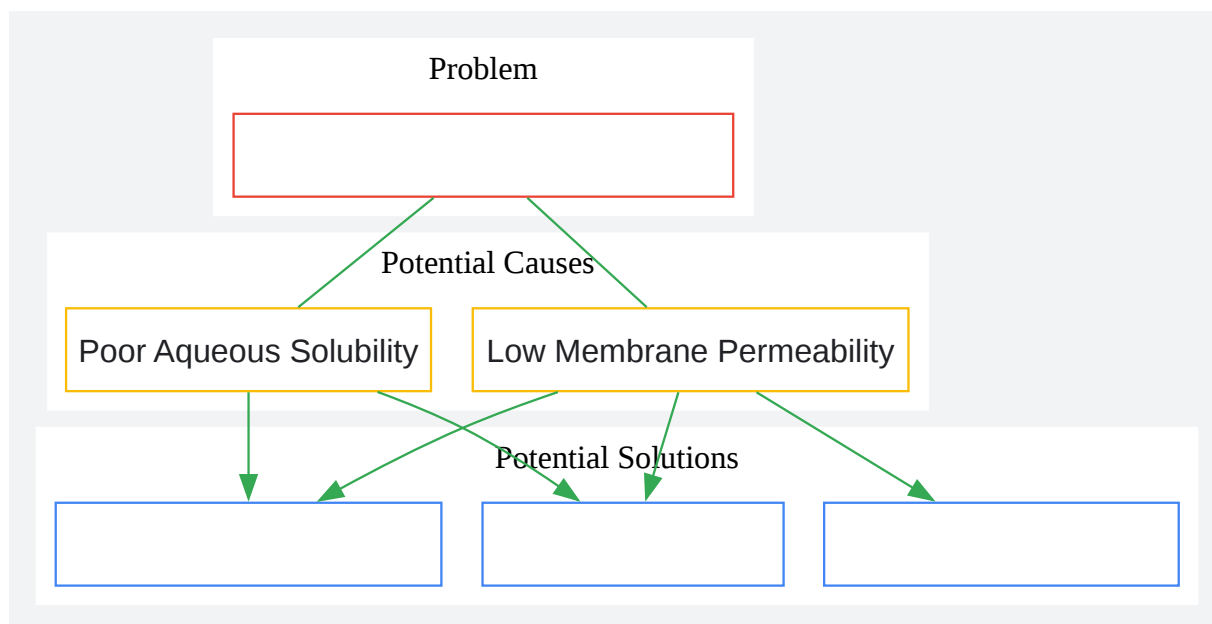 Problem
Potential Causes
Poor Aqueous Solubility
Low Membrane Permeability
Potential Solutions